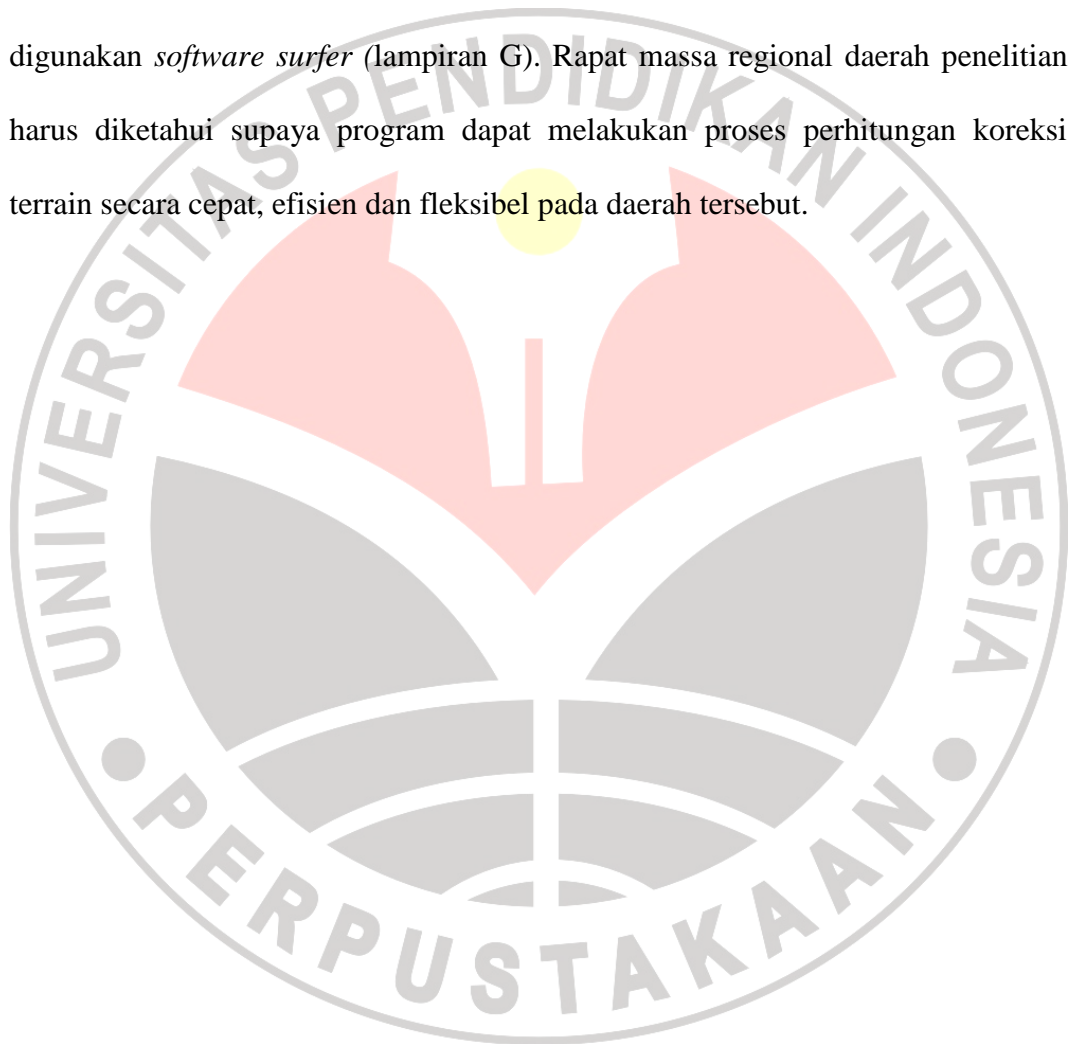 digunakan software surfer (lampiran G). Rapat massa regional daerah penelitian
harus diketahui supaya program dapat melakukan proses perhitungan koreksi
terrain secara cepat, efisien dan fleksibel pada daerah tersebut.
UNIVERSITAS PENDIDIKAN INDONESIA
PERPUSTAKAAN